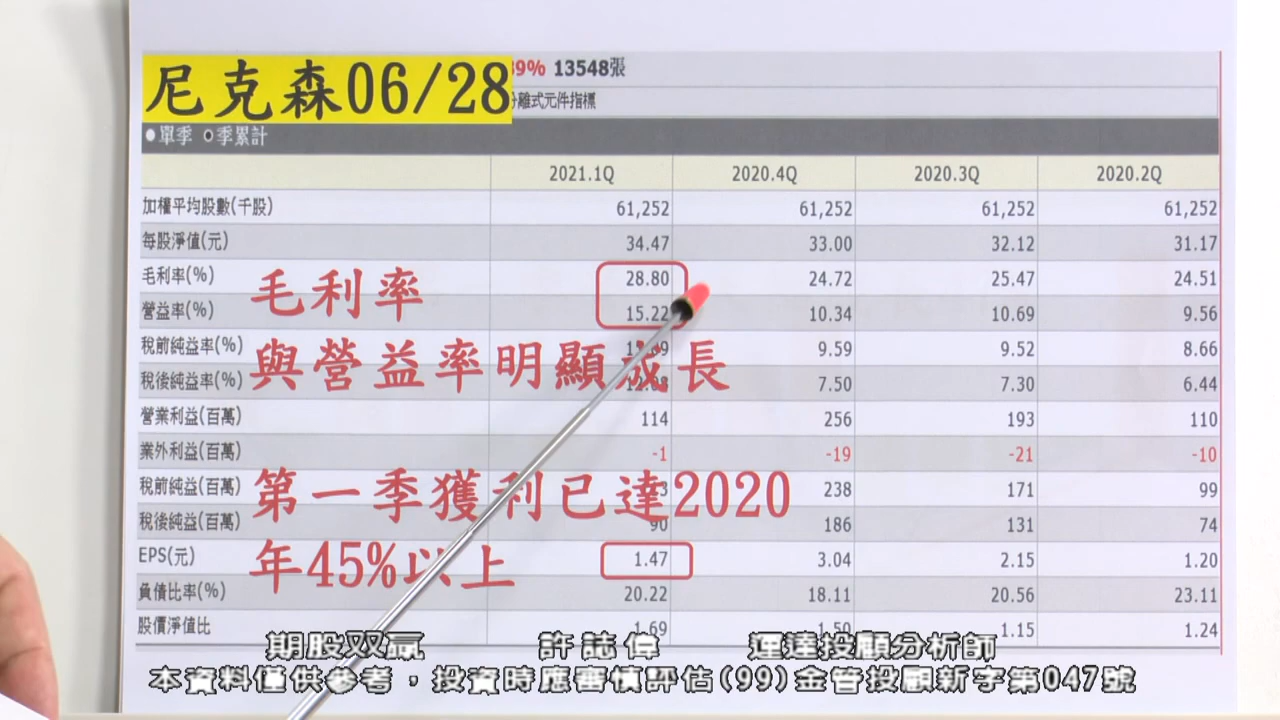 尼克森06/28 9% 13548張
分離式元件指標
單季 季累計
2021.1Q 2020.4Q 2020.3Q 2020.2Q
加權平均股數(千股) 61,252 61,252 61,252 61,252
每股淨值(元) 34.47 33.00 32.12 31.17
毛利率(%) 28.80 24.72 25.47 24.51
毛利率
營益率(%) 15.22 10.34 10.69 9.56
稅前純益率(%) 9.59 9.52 8.66
與營益率明顯成長
稅後純益率(%) 7.50 7.30 6.44
營業利益(百萬) 114 256 193 110
業外利益(百萬) -1 -19 -21 -10
稅前純益(百萬) 238 171 99
第一季獲利已達2020
稅後純益(百萬) 90 186 131 74
EPS(元) 1.47 3.04 2.15 1.20
年45%以上
負債比率(%) 20.22 18.11 20.56 23.11
股價淨值比 1.69 1.50 1.15 1.24
期股双贏 許誌偉 運達投顧分析師
本資料僅供參考，投資時應審慎評估(99)金管投顧新字第047號